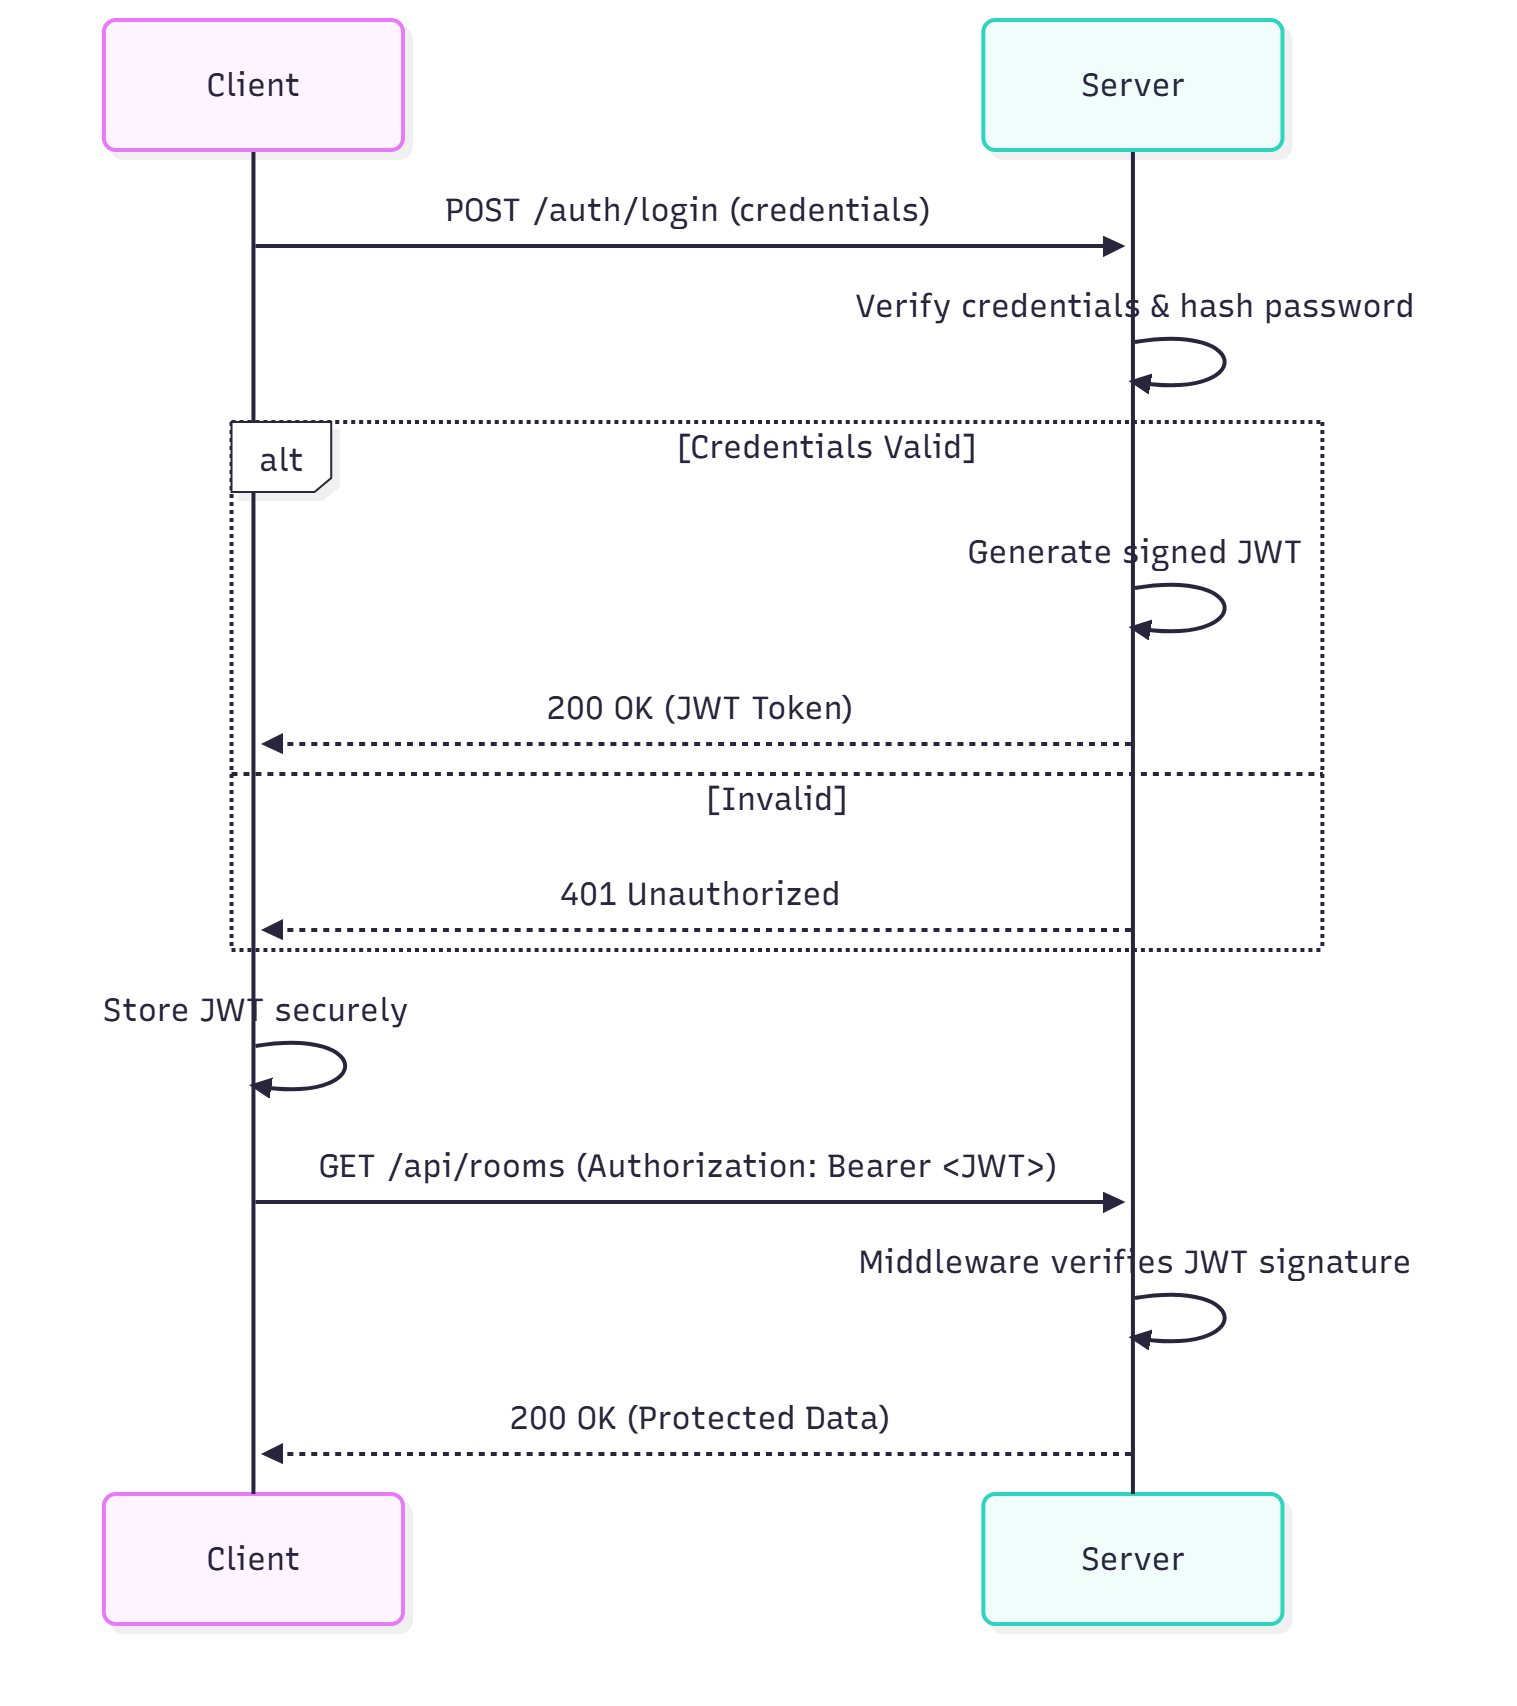 Client
Server
POST /auth/login (credentials)
Verify credentials & hash password
alt
[Credentials Valid]
Generate signed JWT
200 OK (JWT Token)
[Invalid]
401 Unauthorized
Store JWT securely
GET /api/rooms (Authorization: Bearer <JWT>)
Middleware verifies JWT signature
200 OK (Protected Data)
Client
Server